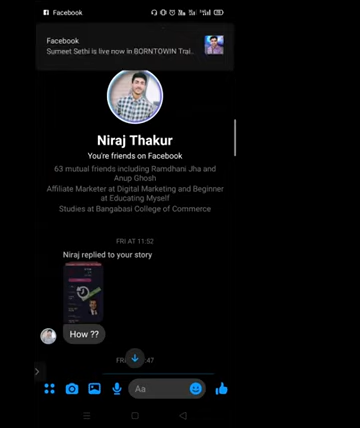 Facebook
Facebook
Sumeet Sethi is live now in BORNTOWIN Trai..
Niraj Thakur
You're friends on Facebook
63 mutual friends including Ramdhani Jha and
Anup Ghosh
Affiliate Marketer at Digital Marketing and Beginner
at Educating Myself
Studies at Bangabasi College of Commerce
FRI AT 11:52
Niraj replied to your story
How ??
FRI :47
Aa